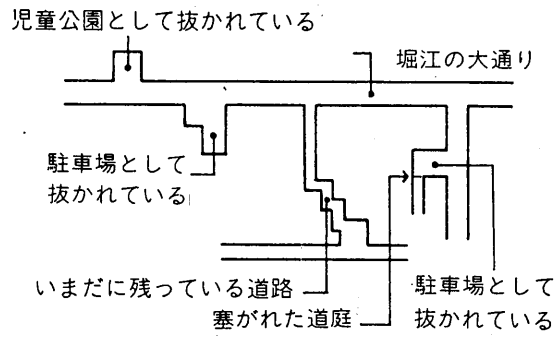 児童公園として抜かれている
堀江の大通り
駐車場として
抜かれている
いまだに残っている道路
塞がれた道庭
駐車場として
抜かれている